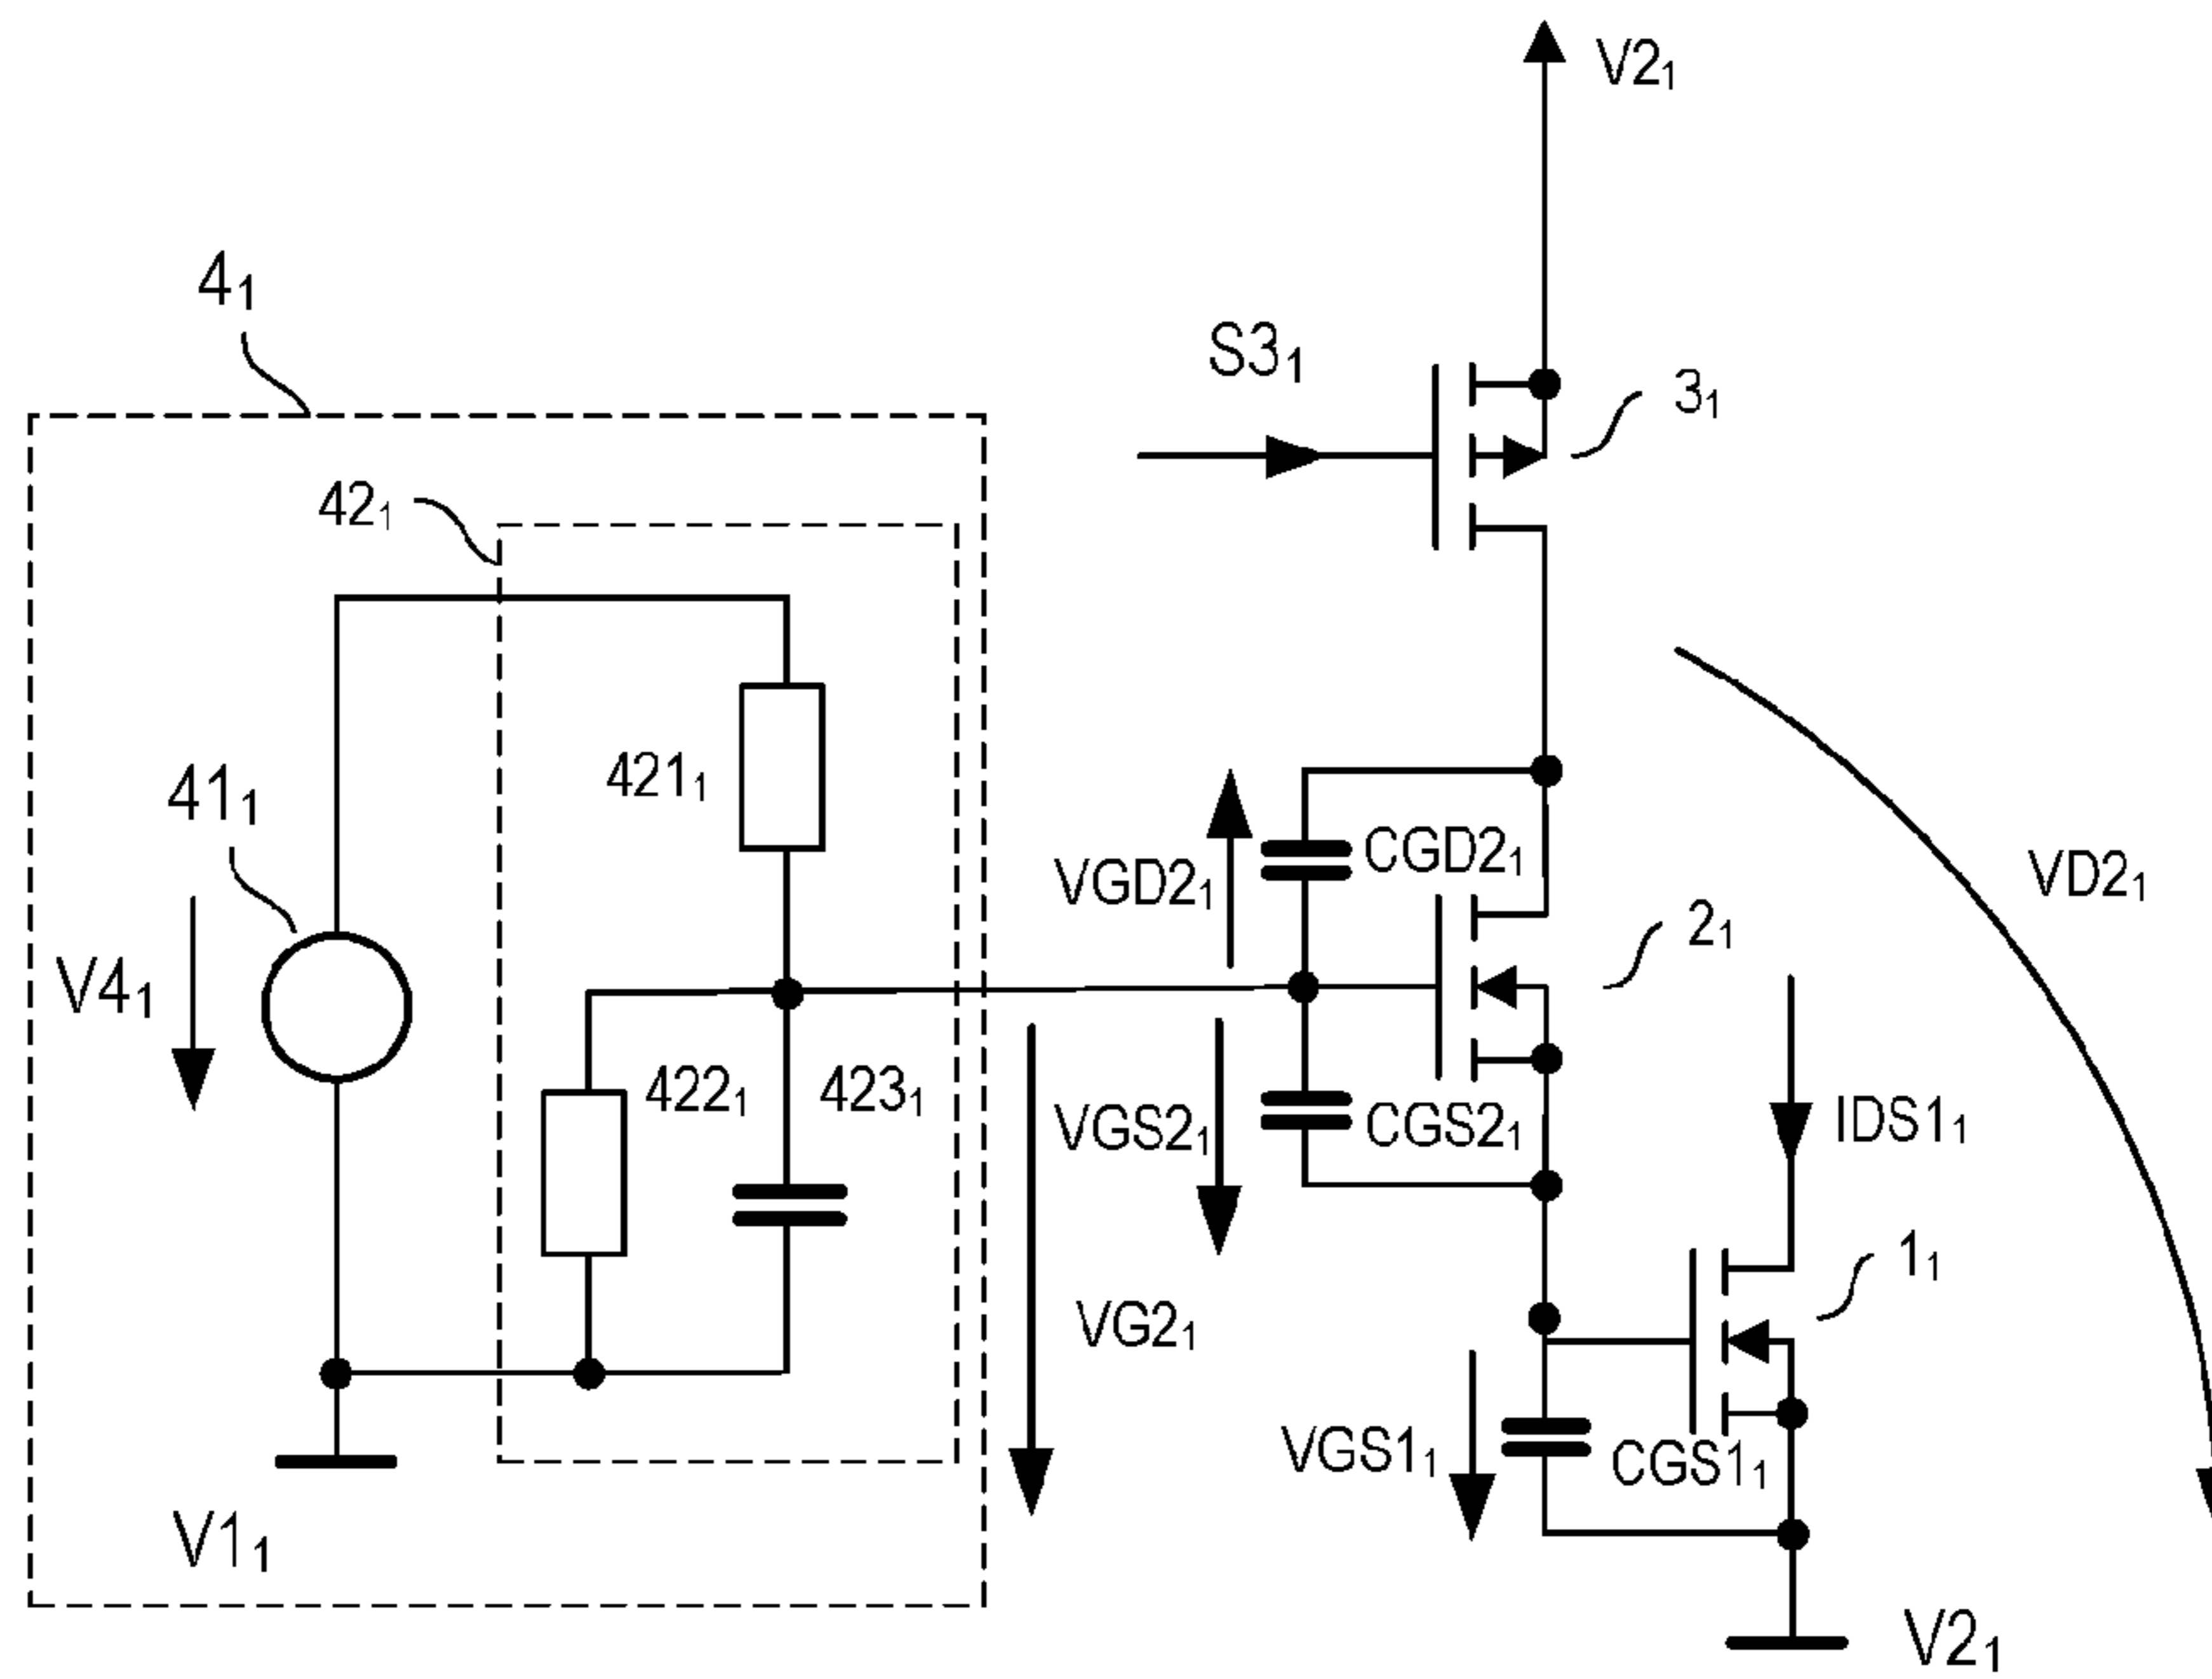 V2₁
4₁
S3₁
3₁
42₁
421₁
41₁
CGD2₁
VGD2₁
VD2₁
2₁
V4₁
422₁
423₁
VGS2₁
CGS2₁
IDS1₁
1₁
VG2₁
VGS1₁
CGS1₁
V1₁
V2₁